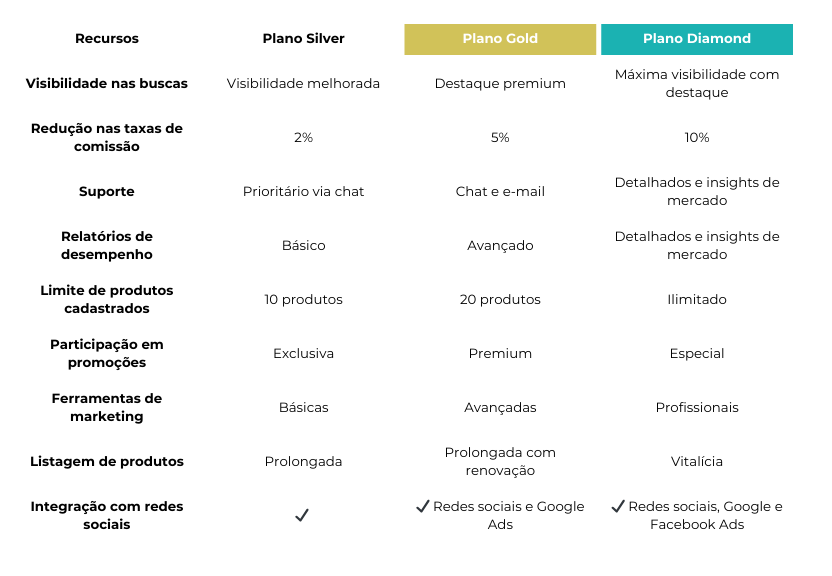 Recursos Plano Silver Plano Gold Plano Diamond
Visibilidade nas buscas Visibilidade melhorada Destaque premium Máxima visibilidade com
destaque
Redução nas taxas de
comissão 2% 5% 10%
Suporte Prioritário via chat Chat e e-mail Detalhados e insights de
mercado
Relatórios de
desempenho Básico Avançado Detalhados e insights de
mercado
Limite de produtos
cadastrados 10 produtos 20 produtos Ilimitado
Participação em
promoções Exclusiva Premium Especial
Ferramentas de
marketing Básicas Avançadas Profissionais
Listagem de produtos Prolongada Prolongada com
renovação Vitalícia
Integração com redes
sociais ✓ ✓ Redes sociais e Google
Ads ✓ Redes sociais, Google e
Facebook Ads